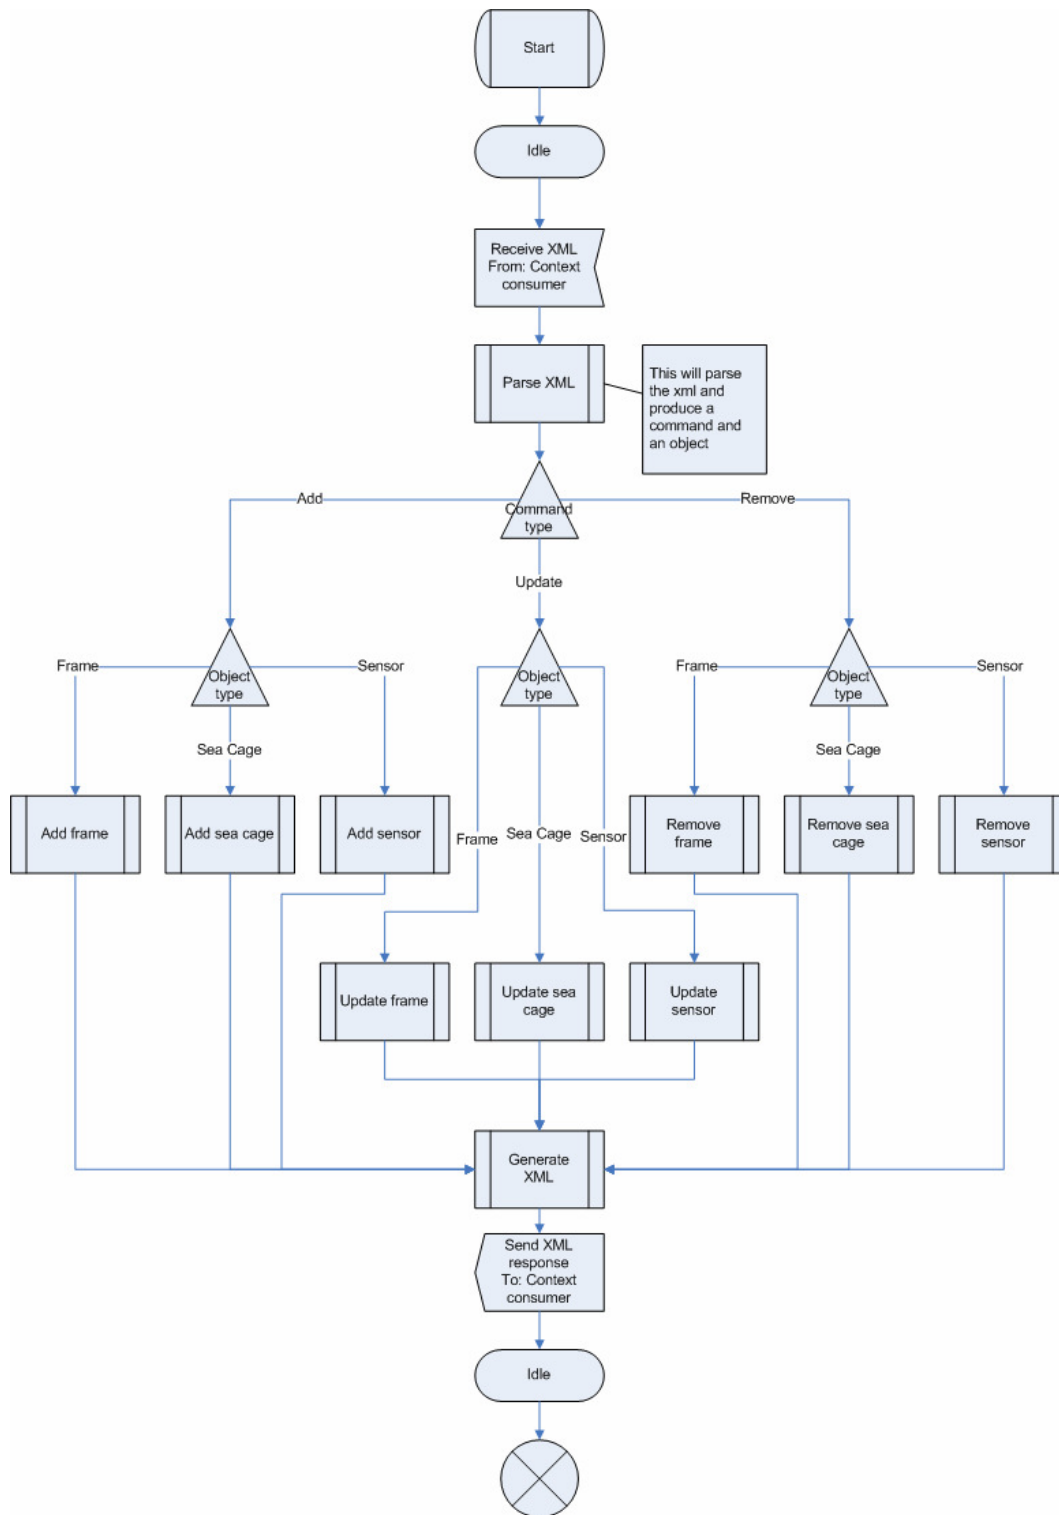 Start
Idle
Receive XML
From: Context
consumer
Parse XML
This will parse
the xml and
produce a
command and
an object
Add
Command
type
Remove
Update
Frame
Object
type
Sensor
Sea Cage
Object
type
Frame
Object
type
Sensor
Sea Cage
Add frame
Add sea cage
Add sensor
Frame
Sea Cage
Sensor
Remove
frame
Remove sea
cage
Remove
sensor
Update frame
Update sea
cage
Update
sensor
Generate
XML
Send XML
response
To: Context
consumer
Idle